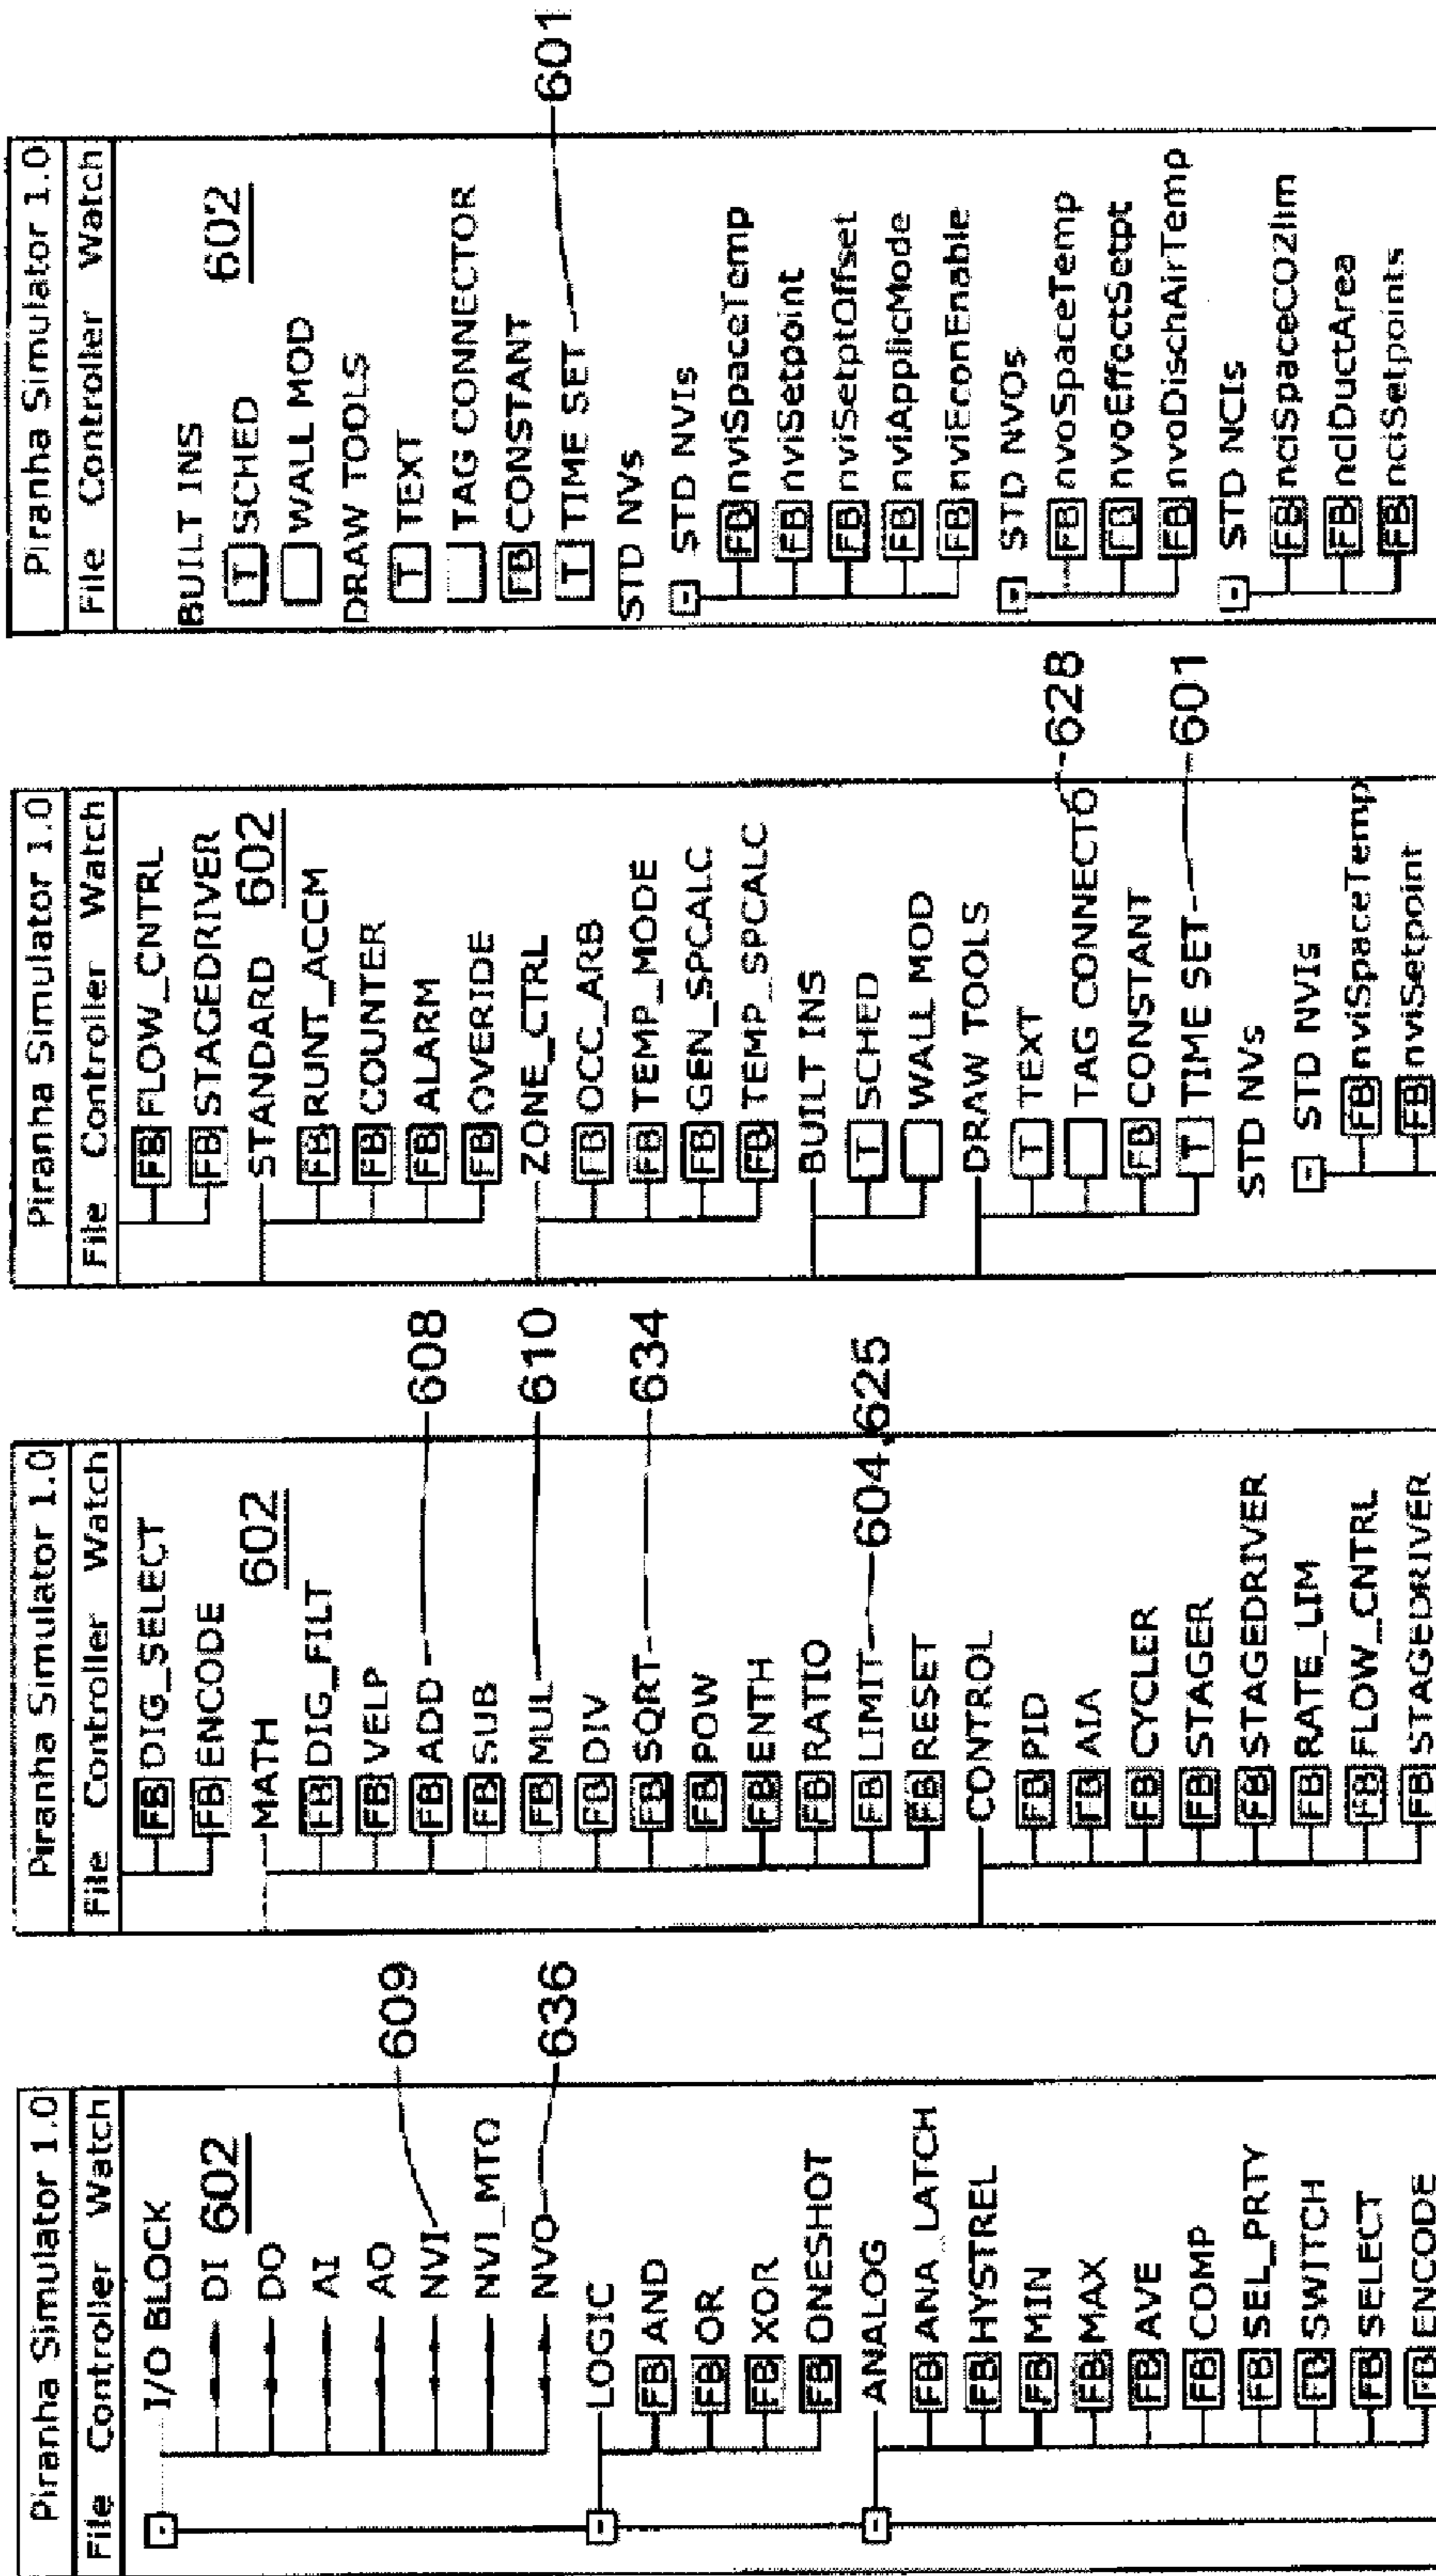 Piranha Simulator 1.0
File Controller Watch
I/O BLOCK
DI 602
DO
AI
AO
NVI 609
NVI_MTO
NVO 636
LOGIC
FB AND
FB OR
FB XOR
FB ONESHOT
ANALOG
FB ANA_LATCH
FB HYSTREL
FB MIN
FB MAX
FB AVE
FB COMP
FB SEL_PRTY
FB SWITCH
FB SELECT
FB ENCODE
Piranha Simulator 1.0
File Controller Watch
FB DIG_SELECT
FB ENCODE
MATH 602
FB DIG_FILT
FB VELP
FB ADD 608
FB SUB
FB MUL 610
FB DIV
FB SQRT 634
FB POW
FB ENTH
FB RATIO
FB LIMIT 604,625
FB RESET
CONTROL
FB PID
FB AIA
FB CYCLER
FB STAGER
FB STAGEDRIVER
FB RATE_LIM
FB FLOW_CNTRL
FB STAGEDRIVER
Piranha Simulator 1.0
File Controller Watch
FB FLOW_CNTRL
FB STAGEDRIVER
STANDARD 602
FB RUNT_ACCM
FB COUNTER
FB ALARM
FB OVERIDE
ZONE_CTRL
FB OCC_ARB
FB TEMP_MODE
FB GEN_SPCALC
FB TEMP_SPCALC
BUILT INS
T SCHED
WALL MOD
DRAW TOOLS
T TEXT
TAG CONNECTO 628
FB CONSTANT
T TIME SET 601
STD NVs
STD NVIs
FB nviSpaceTemp
FB nviSetpoint
Piranha Simulator 1.0
File Controller Watch
BUILT INS
T SCHED 602
WALL MOD
DRAW TOOLS
T TEXT
TAG CONNECTOR
FB CONSTANT
T TIME SET 601
STD NVs
STD NVIs
FB nviSpaceTemp
FB nviSetpoint
FB nviSetptOffset
FB nviApplicMode
FB nviEconEnable
STD NVOs
FB nvoSpaceTemp
FB nvoEffectSetpt
FB nvoDischAirTemp
STD NCIs
FB nciSpaceCO2lim
FB nciDuctArea
FB nciSetpoints